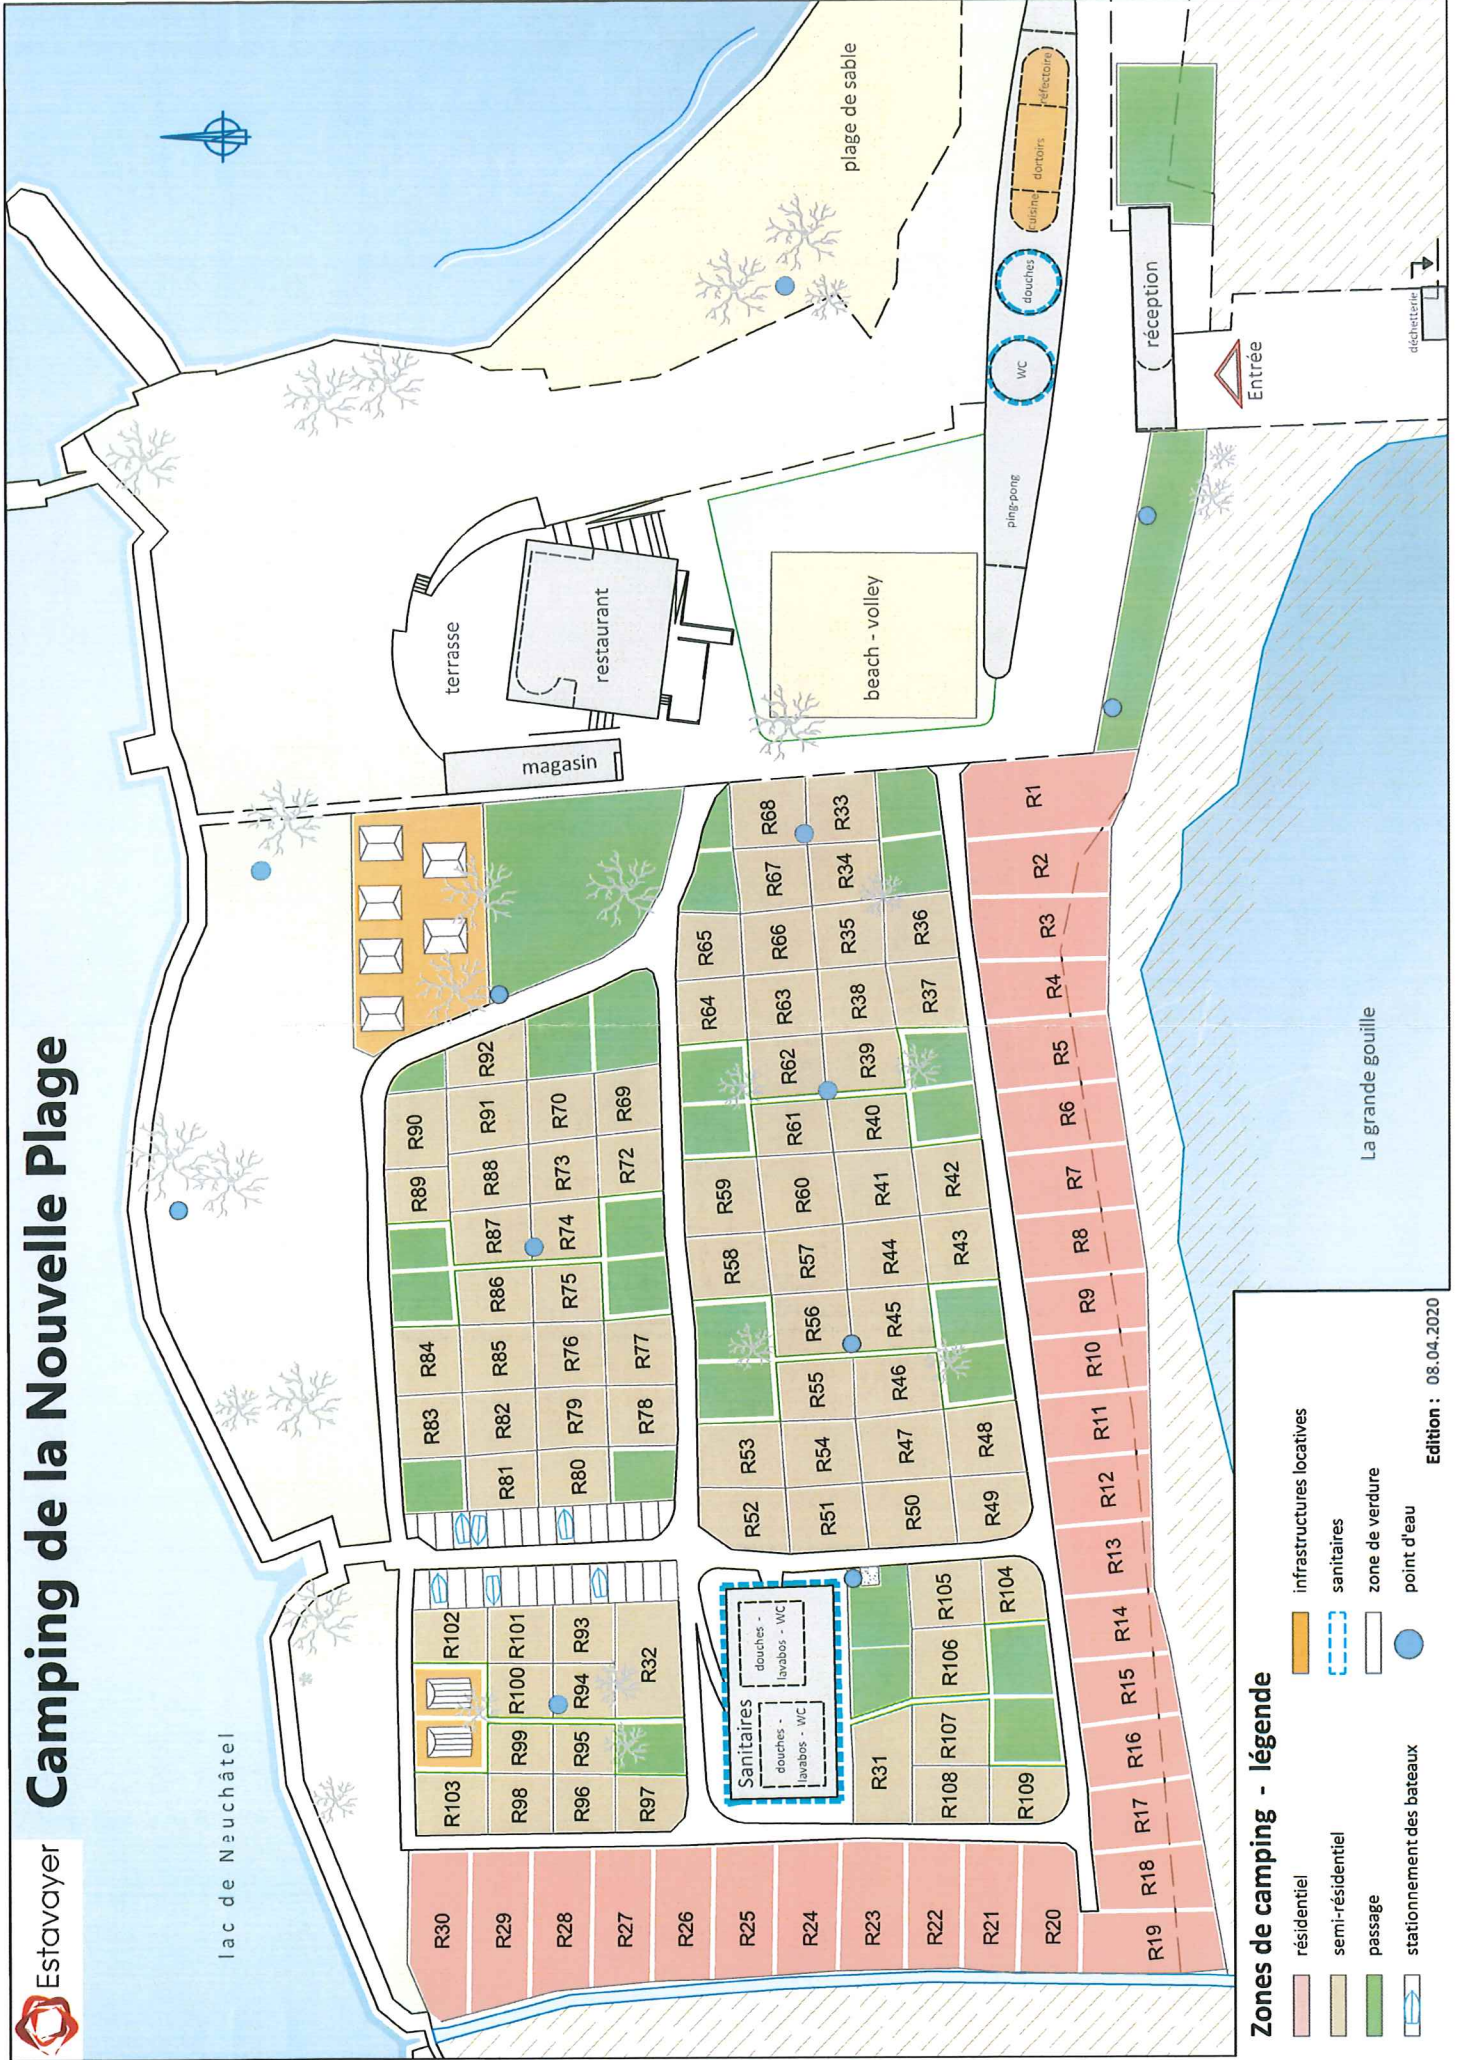 Estavayer
Camping de la Nouvelle Plage
lac de Neuchâtel
plage de sable
réfectoire
dortoirs
cuisine
douches
WC
ping-pong
réception
Entrée
déchetterie
terrasse
restaurant
magasin
beach - volley
La grande gouille
R90
R89
R84
R83
R92
R91
R88
R87
R86
R85
R82
R81
R70
R73
R74
R75
R76
R79
R80
R69
R72
R77
R78
R65
R64
R59
R58
R53
R52
R68
R67
R66
R63
R62
R61
R60
R57
R56
R55
R54
R51
R33
R34
R35
R38
R39
R40
R41
R44
R45
R46
R47
R50
R36
R37
R42
R43
R48
R49
R102
R103
R101
R100
R99
R98
R93
R94
R95
R96
R32
R97
Sanitaires
douches -
lavabos - WC
douches -
lavabos - WC
R31
R105
R106
R107
R108
R104
R109
R1
R2
R3
R4
R5
R6
R7
R8
R9
R10
R11
R12
R13
R14
R15
R16
R17
R18
R19
R20
R21
R22
R23
R24
R25
R26
R27
R28
R29
R30
Zones de camping - légende
résidentiel
semi-résidentiel
passage
stationnement des bateaux
infrastructures locatives
sanitaires
zone de verdure
point d'eau
Edition : 08.04.2020